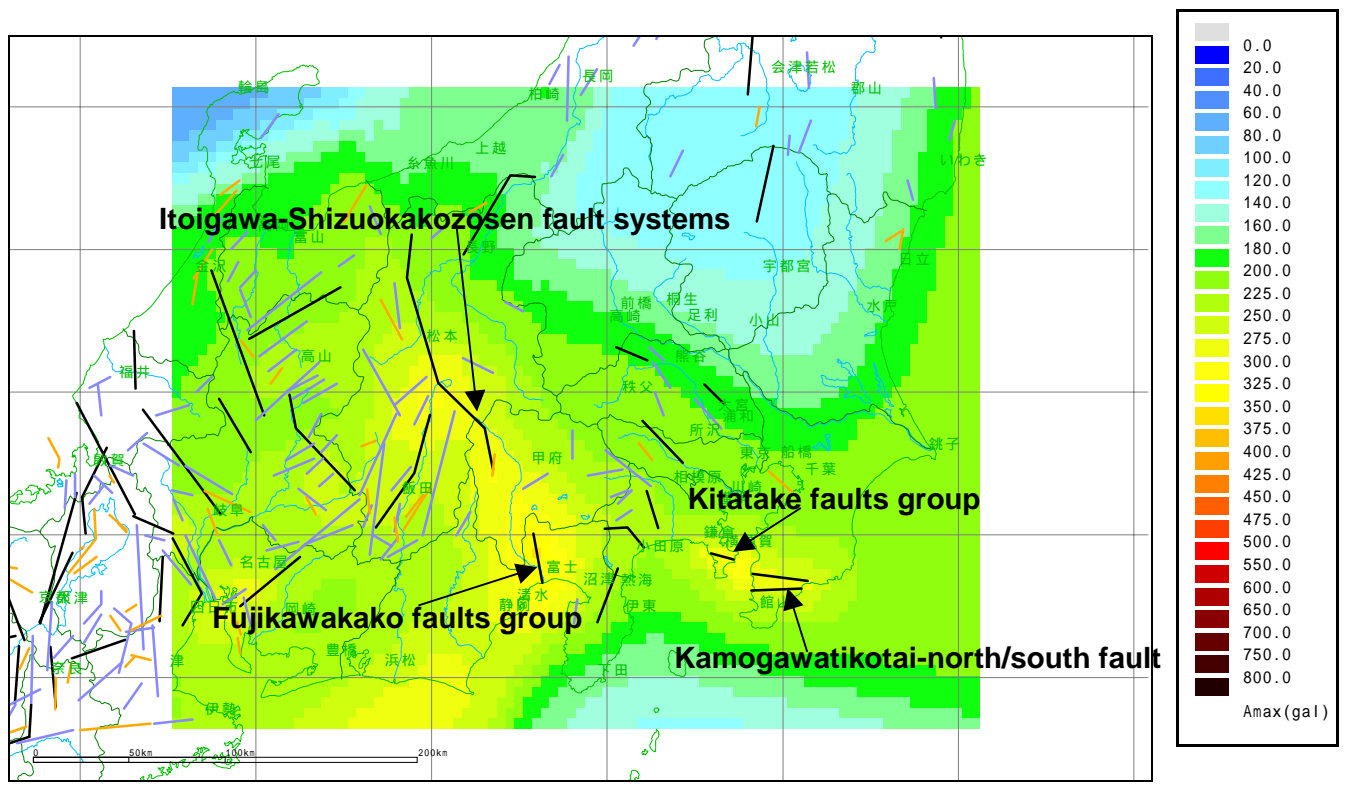 長岡
会津若松
輪島
柏崎
郡山
七尾
糸魚川
上越
いわき
Itoigawa-Shizuokakozosen fault systems
富山
長野
金沢
宇都宮
日立
前橋
桐生
高崎
足利
小山
水戸
松本
高山
熊谷
福井
秩父
大宮
浦和
所沢
銚子
敦賀
甲府
東京
船橋
千葉
飯田
相模原
川崎
Kitatake faults group
岐阜
鎌倉
小田原
名古屋
富士
沼津
熱海
清水
静岡
伊東
館山
京都
大津
四日市
岡崎
Fujikawakako faults group
豊橋
浜松
Kamogawatikotai-north/south fault
津
奈良
下田
伊勢
0
50km
100km
200km
0.0
20.0
40.0
60.0
80.0
100.0
120.0
140.0
160.0
180.0
200.0
225.0
250.0
275.0
300.0
325.0
350.0
375.0
400.0
425.0
450.0
475.0
500.0
550.0
600.0
650.0
700.0
750.0
800.0
Amax(gal)